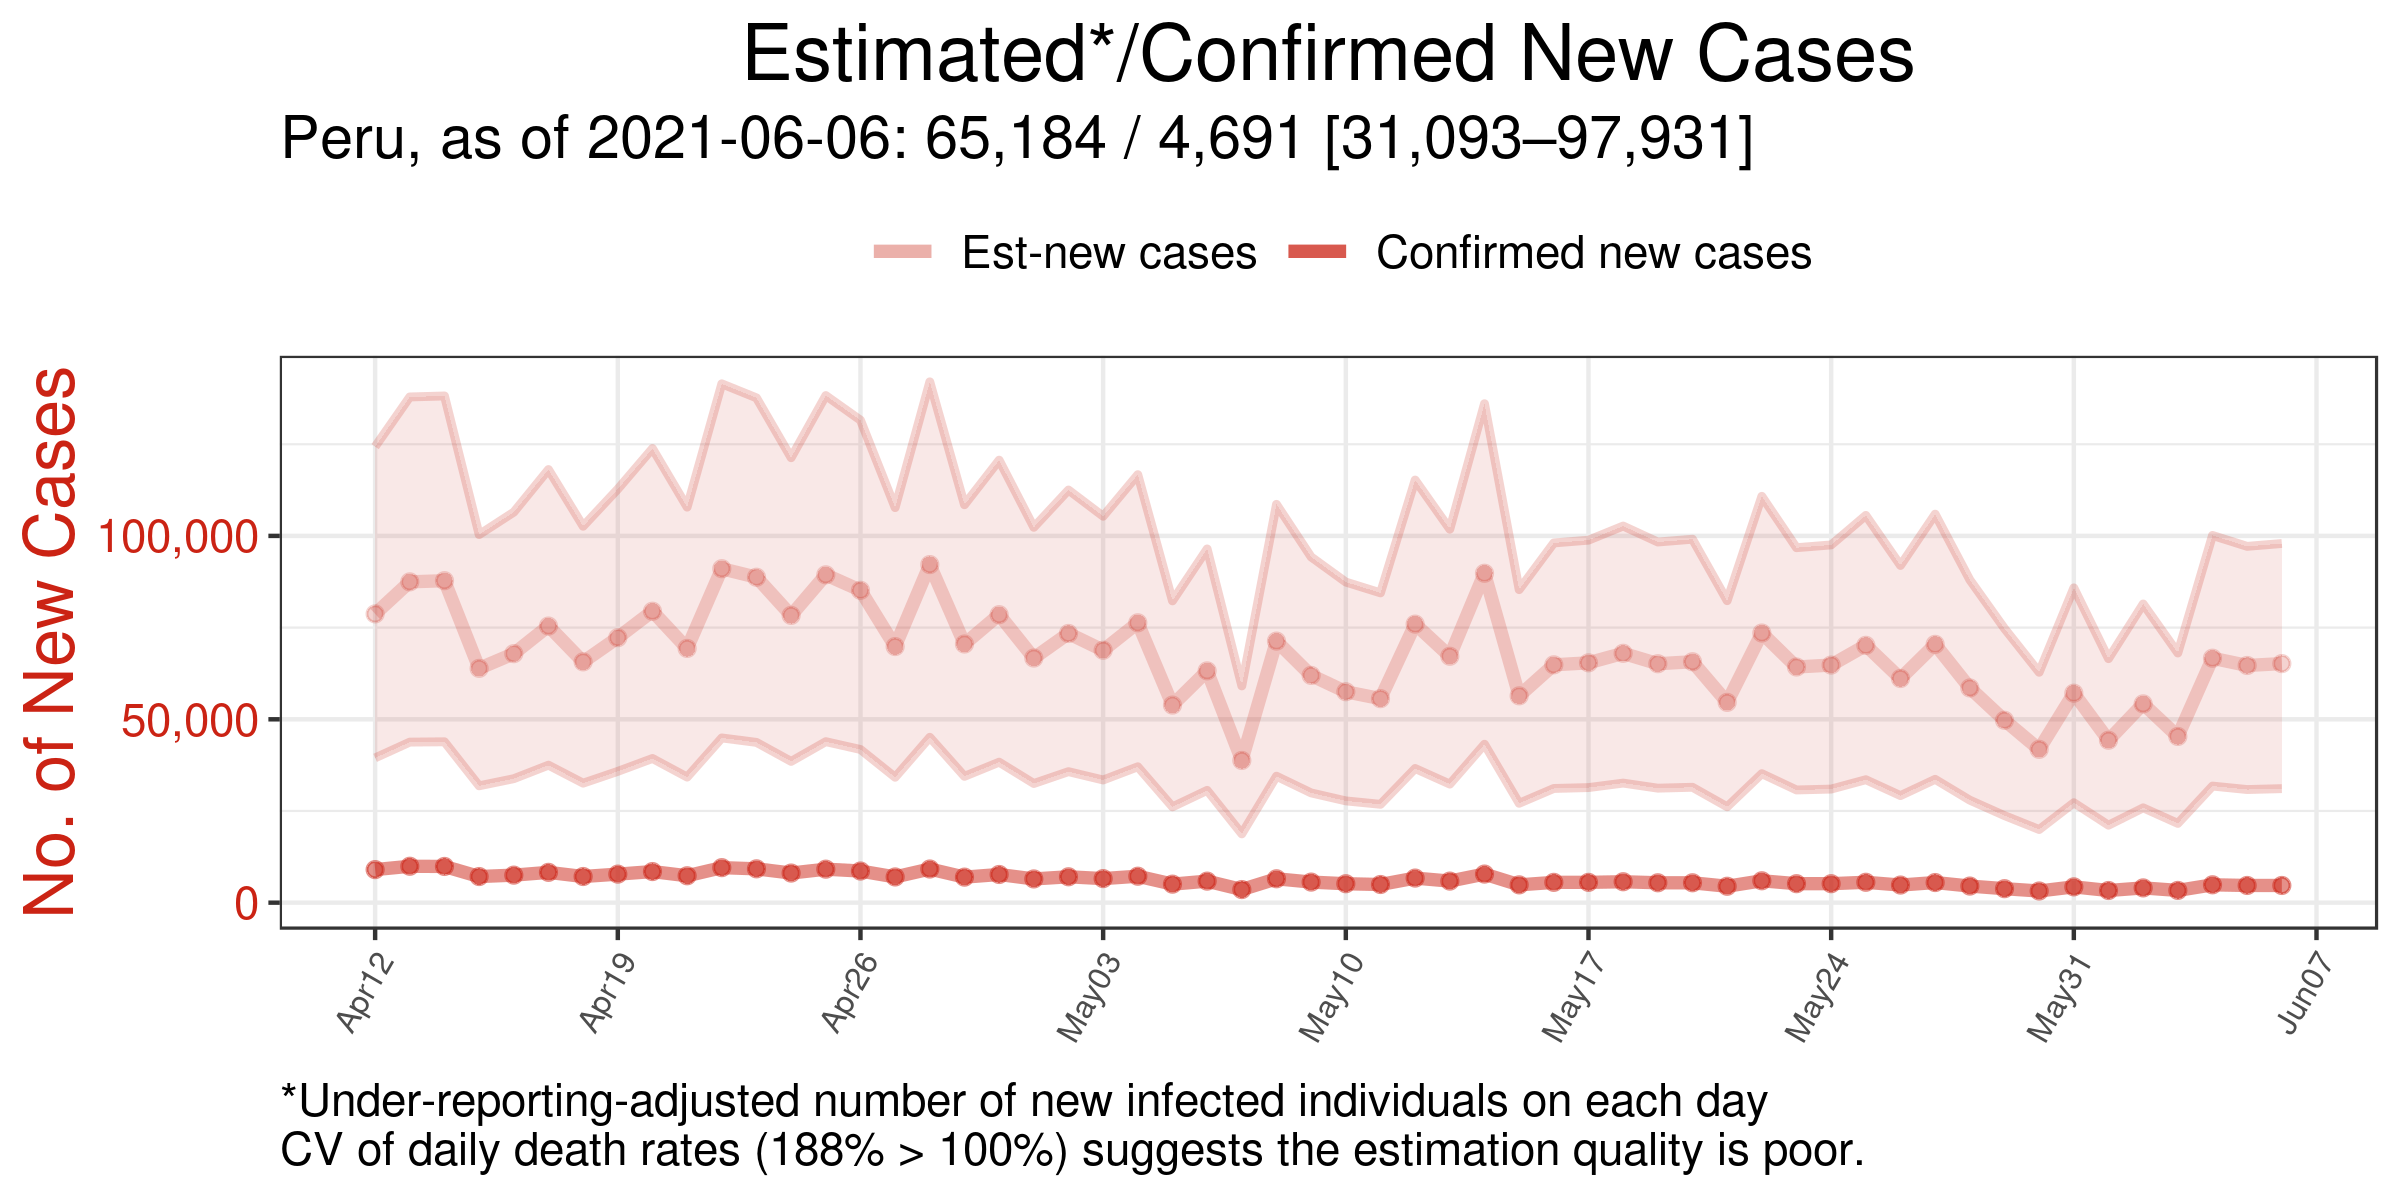 Estimated*/Confirmed New Cases
Peru, as of 2021-06-06: 65,184 / 4,691 [31,093–97,931]
Est-new cases Confirmed new cases
No. of New Cases
100,000
50,000
0
Apr12 Apr19 Apr26 May03 May10 May17 May24 May31 Jun07
*Under-reporting-adjusted number of new infected individuals on each day
CV of daily death rates (188% > 100%) suggests the estimation quality is poor.